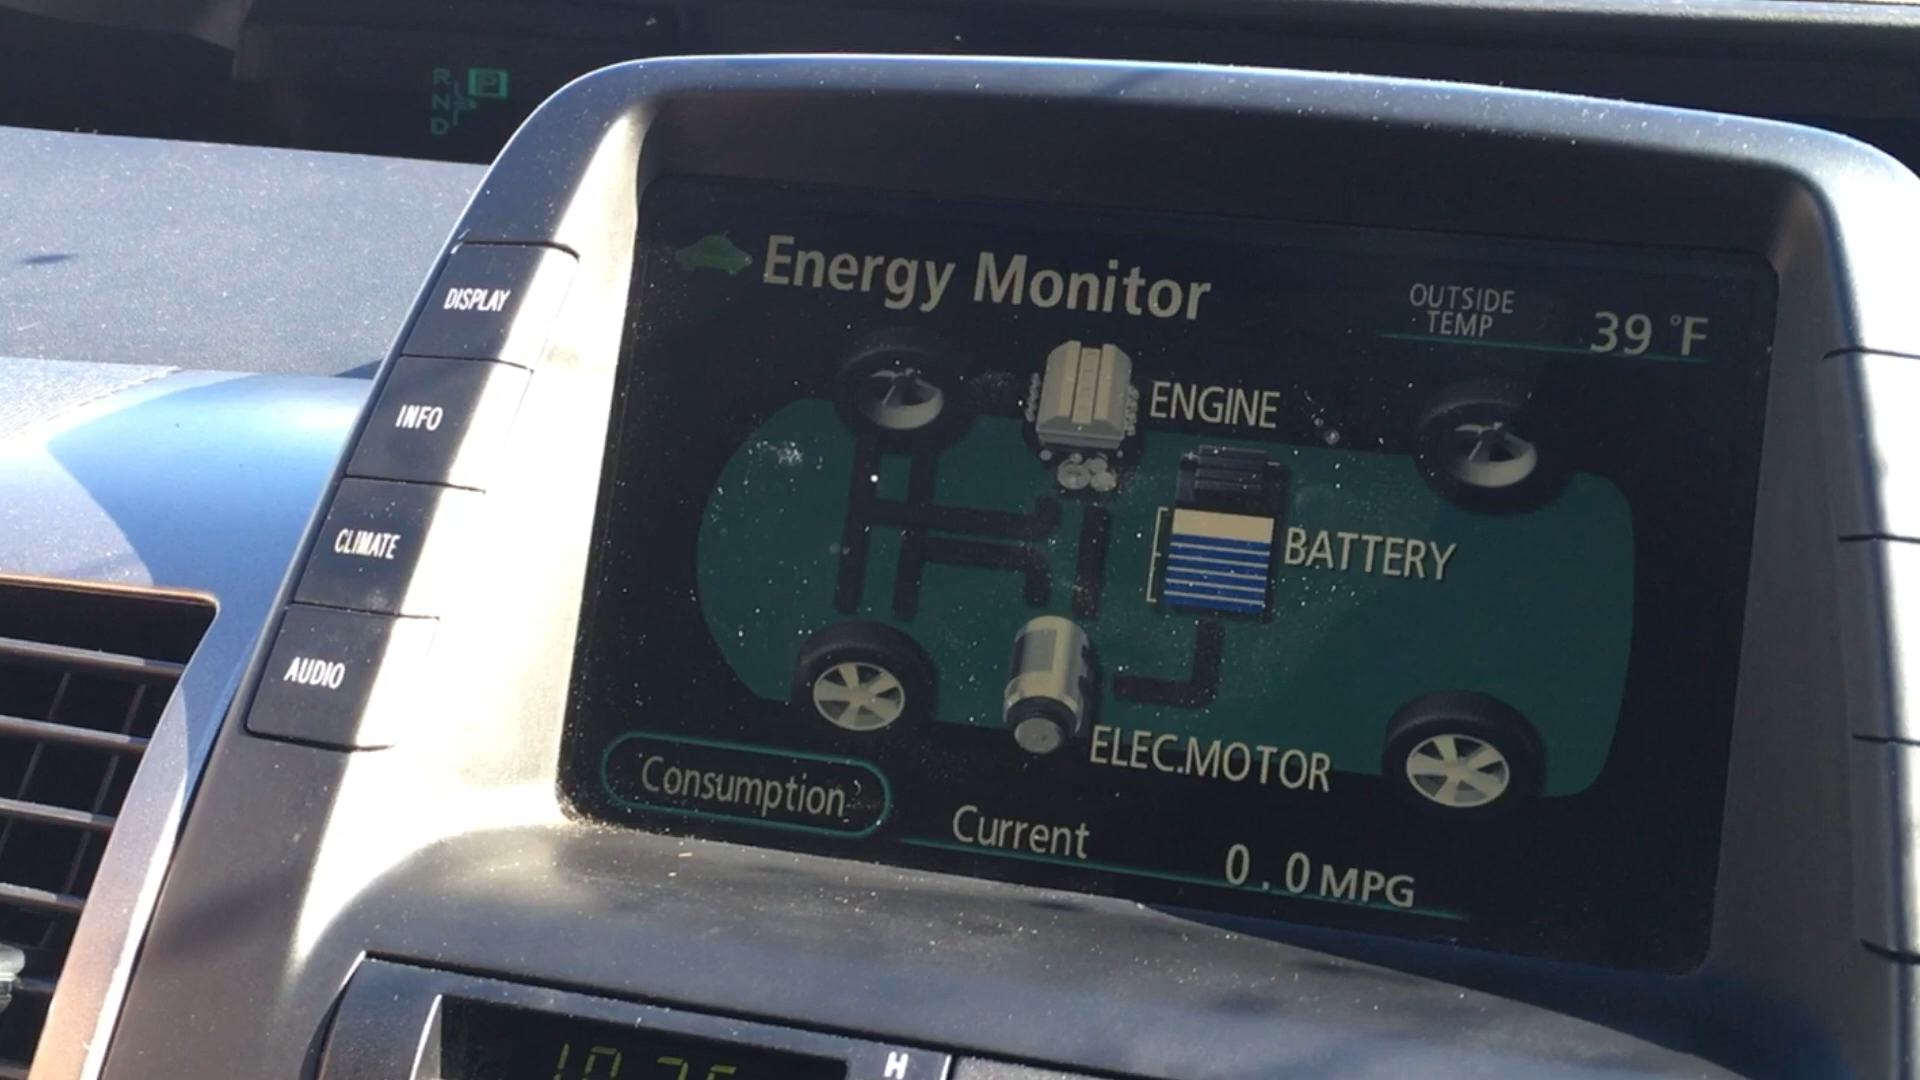 R
P
N
D
Energy Monitor
OUTSIDE
TEMP
39 °F
DISPLAY
INFO
CLIMATE
AUDIO
ENGINE
BATTERY
ELEC.MOTOR
Consumption
Current
0.0 MPG
H